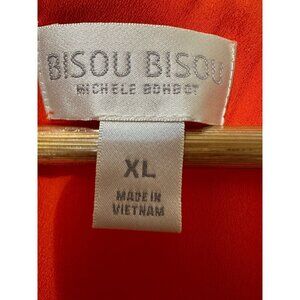 BISOU BISOU
MICHELE BOHBOT
XL
MADE IN
VIETNAM